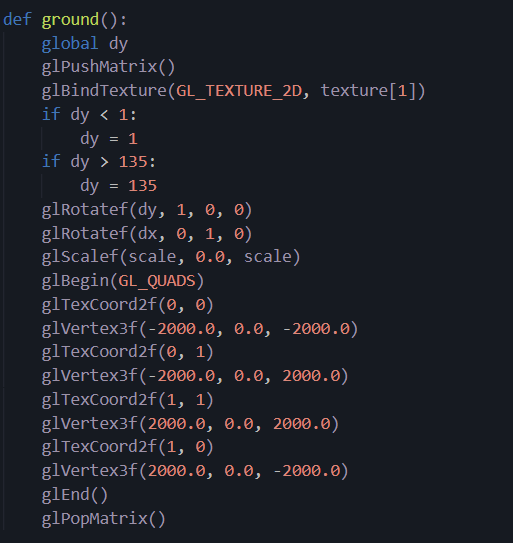 def ground():
    global dy
    glPushMatrix()
    glBindTexture(GL_TEXTURE_2D, texture[1])
    if dy < 1:
        dy = 1
    if dy > 135:
        dy = 135
    glRotatef(dy, 1, 0, 0)
    glRotatef(dx, 0, 1, 0)
    glScalef(scale, 0.0, scale)
    glBegin(GL_QUADS)
    glTexCoord2f(0, 0)
    glVertex3f(-2000.0, 0.0, -2000.0)
    glTexCoord2f(0, 1)
    glVertex3f(-2000.0, 0.0, 2000.0)
    glTexCoord2f(1, 1)
    glVertex3f(2000.0, 0.0, 2000.0)
    glTexCoord2f(1, 0)
    glVertex3f(2000.0, 0.0, -2000.0)
    glEnd()
    glPopMatrix()